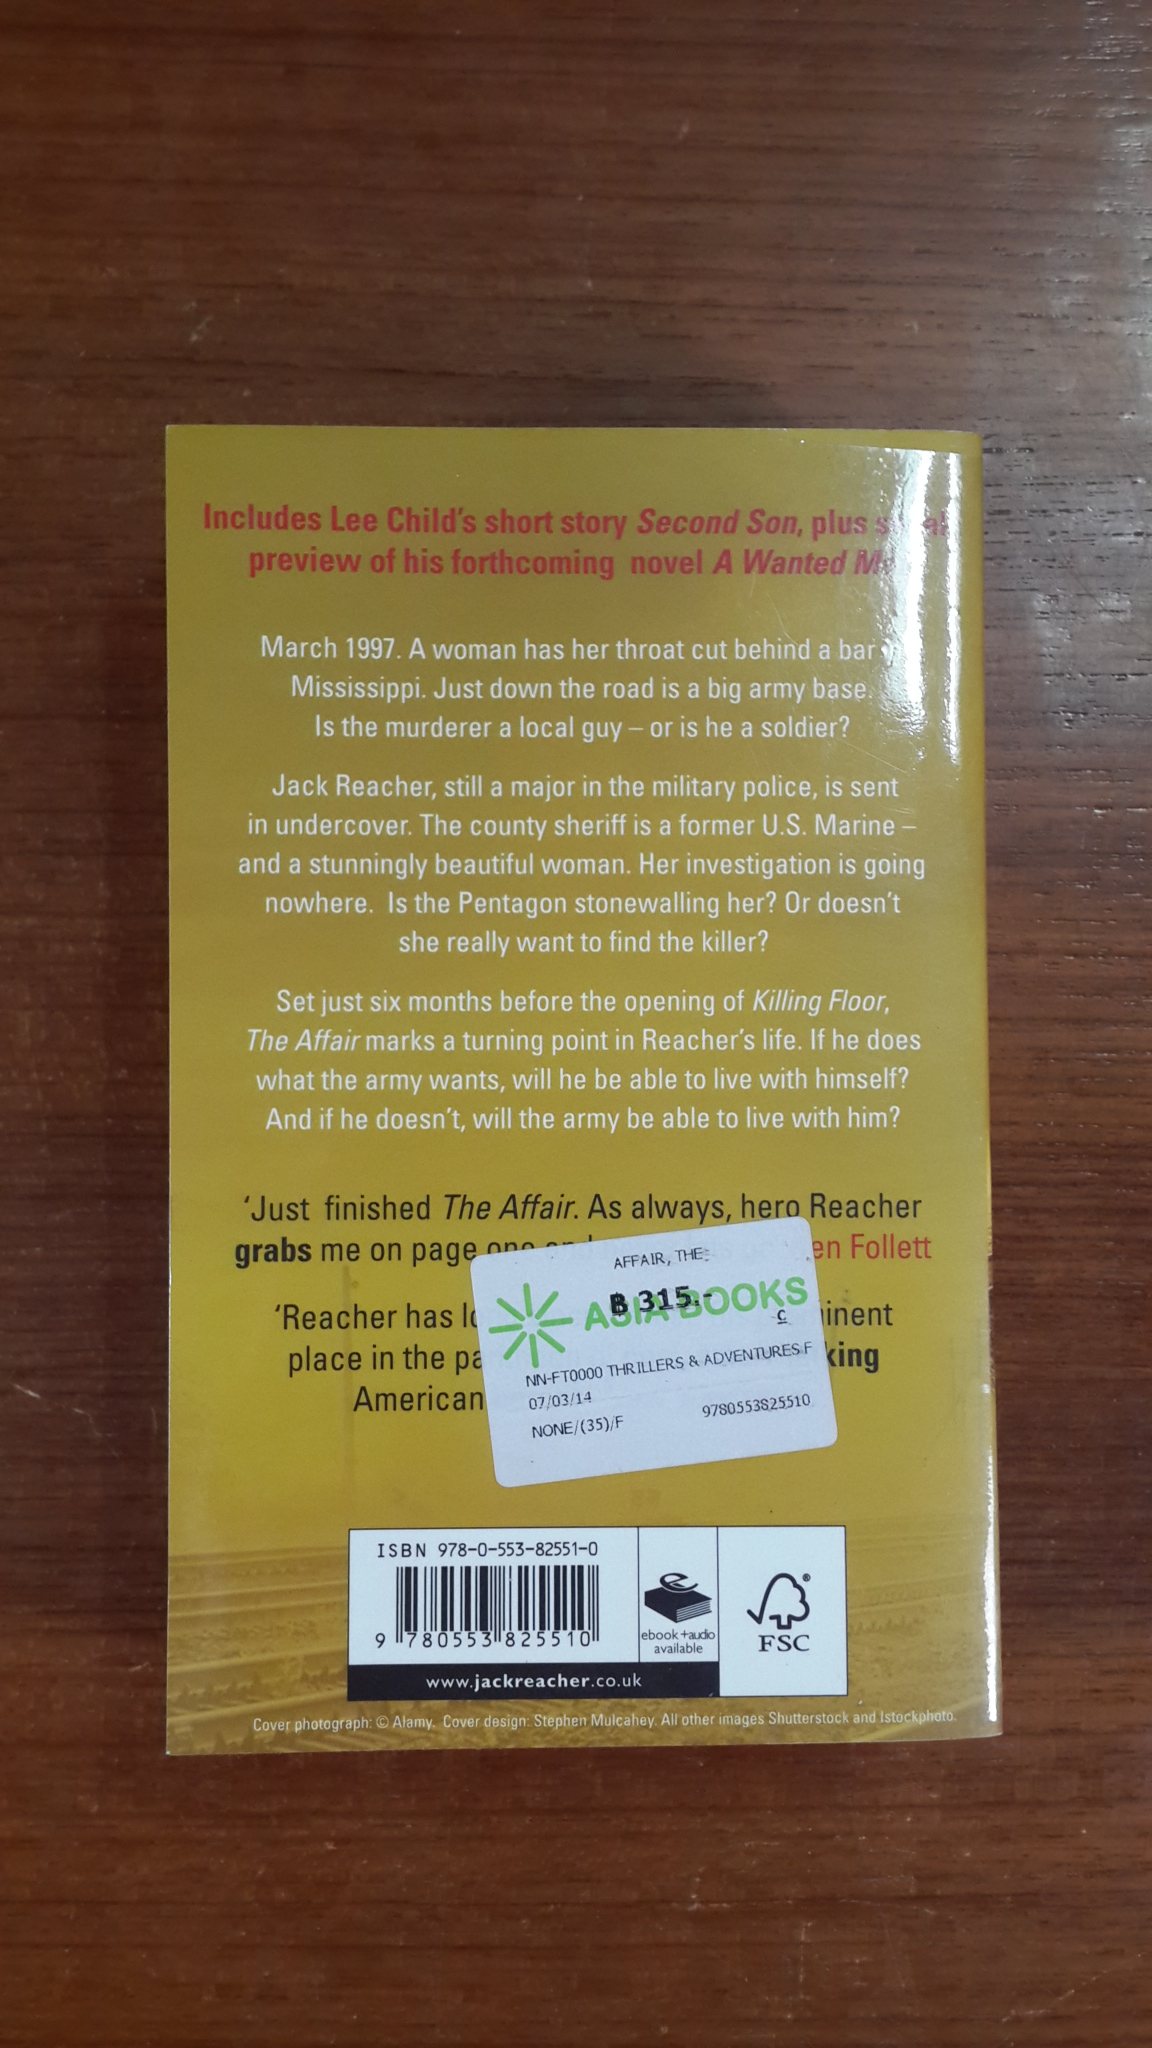 Includes Lee Child's short story Second Son, plus
preview of his forthcoming novel A Wanted
March 1997. A woman has her throat cut behind a bar
Mississippi. Just down the road is a big army base.
Is the murderer a local guy – or is he a soldier?
Jack Reacher, still a major in the military police, is sent
in undercover. The county sheriff is a former U.S. Marine –
and a stunningly beautiful woman. Her investigation is going
nowhere. Is the Pentagon stonewalling her? Or doesn't
she really want to find the killer?
Set just six months before the opening of Killing Floor,
The Affair marks a turning point in Reacher's life. If he does
what the army wants, will he be able to live with himself?
And if he doesn't, will the army be able to live with him?
'Just finished The Affair. As always, hero Reacher
grabs me on page one Follett
'Reacher has
place in the
American
AFFAIR, THE
฿ 315.-
ASIA BOOKS
C
NN-FT0000 THRILLERS & ADVENTURES F
07/03/14
NONE/(35)/F 9780553825510
ISBN 978-0-553-82551-0
9 780553 825510
ebook +audio
available
FSC
www.jackreacher.co.uk
Cover photograph: © Alamy. Cover design: Stephen Mulcahey. All other images Shutterstock and Istockphoto.